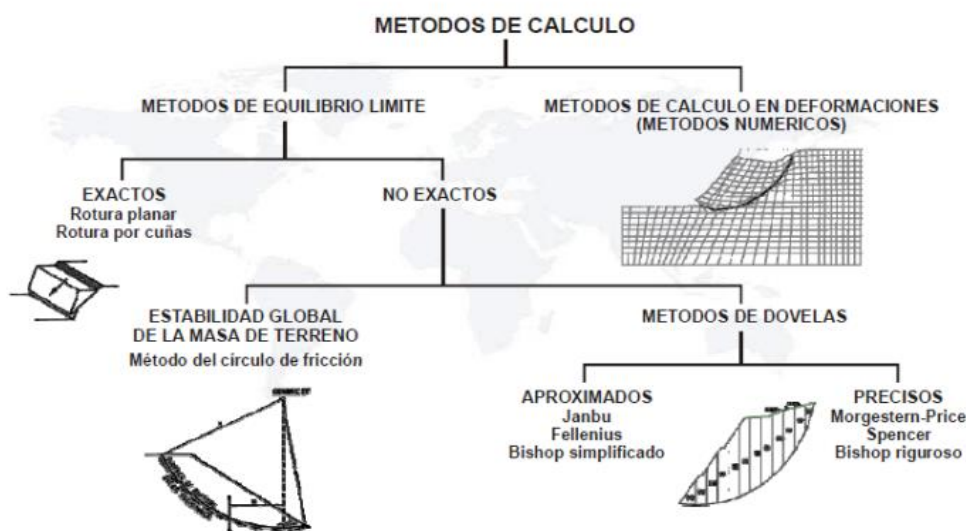 METODOS DE CALCULO
METODOS DE EQUILIBRIO LIMITE
METODOS DE CALCULO EN DEFORMACIONES
(METODOS NUMERICOS)
EXACTOS
Rotura planar
Rotura por cuñas
NO EXACTOS
ESTABILIDAD GLOBAL
DE LA MASA DE TERRENO
Método del círculo de fricción
METODOS DE DOVELAS
APROXIMADOS
Janbu
Fellenius
Bishop simplificado
PRECISOS
Morgestern-Price
Spencer
Bishop riguroso